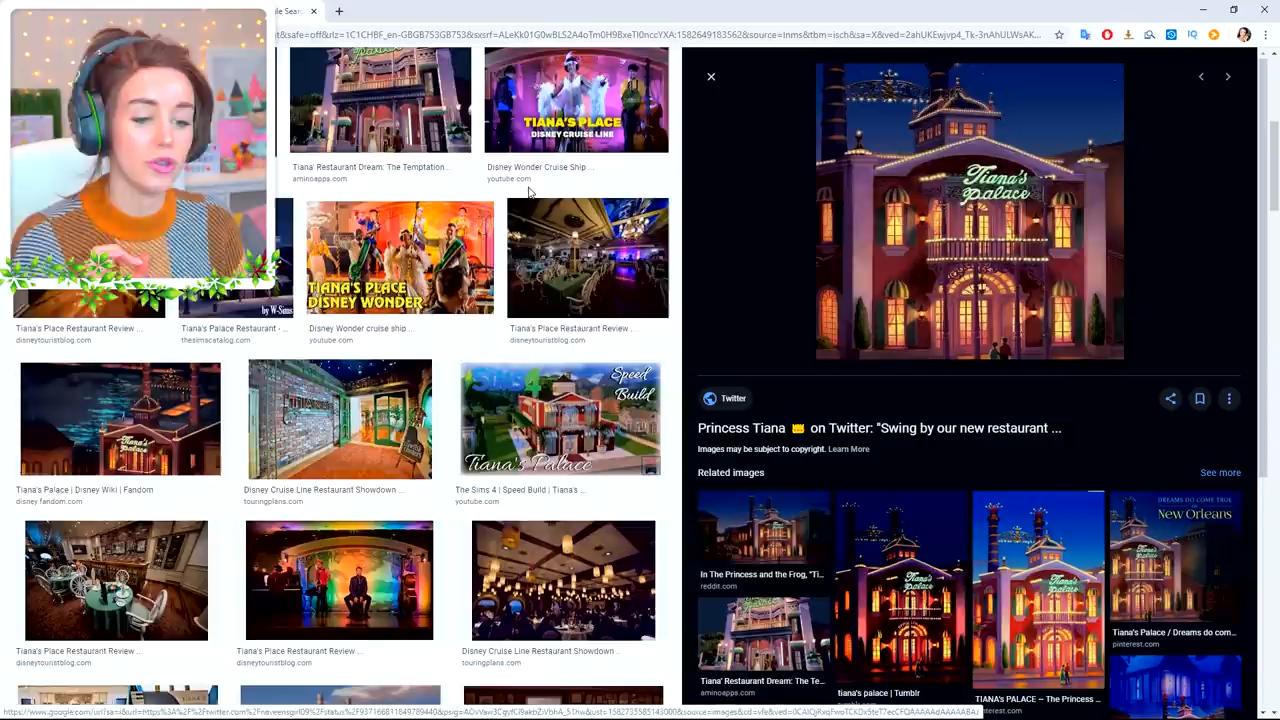 Tiana' Restaurant Dream: The Temptation ...
aminoapps.com
TIANA'S PLACE
DISNEY CRUISE LINE
Disney Wonder Cruise Ship ...
youtube.com
by W-Sims
Tiana's Place Restaurant Review ...
disneytouristblog.com
Tiana's Palace Restaurant - ...
thesimscatalog.com
TIANA'S PLACE
DISNEY WONDER
Disney Wonder cruise ship ...
youtube.com
Tiana's Place Restaurant Review ...
disneytouristblog.com
Tiana's Palace | Disney Wiki | Fandom
disney.fandom.com
Disney Cruise Line Restaurant Showdown ...
touringplans.com
Speed
Build
Tiana's Palace
The Sims 4 | Speed Build | Tiana's ...
youtube.com
Tiana's Place Restaurant Review ...
disneytouristblog.com
Tiana's Place Restaurant Review ...
disneytouristblog.com
Disney Cruise Line Restaurant Showdown ...
touringplans.com
Tiana's
Palace
Twitter
Princess Tiana 👑 on Twitter: "Swing by our new restaurant ...
Images may be subject to copyright. Learn More
Related images
See more
In The Princess and the Frog, "Ti...
reddit.com
Tiana' Restaurant Dream: The Te...
aminoapps.com
Tiana's
Palace
tiana's palace | Tumblr
Tiana's
Palace
TIANA'S PALACE – The Princess ...
DREAMS DO COME TRUE
New Orleans
Tiana's Palace / Dreams do com...
pinterest.com